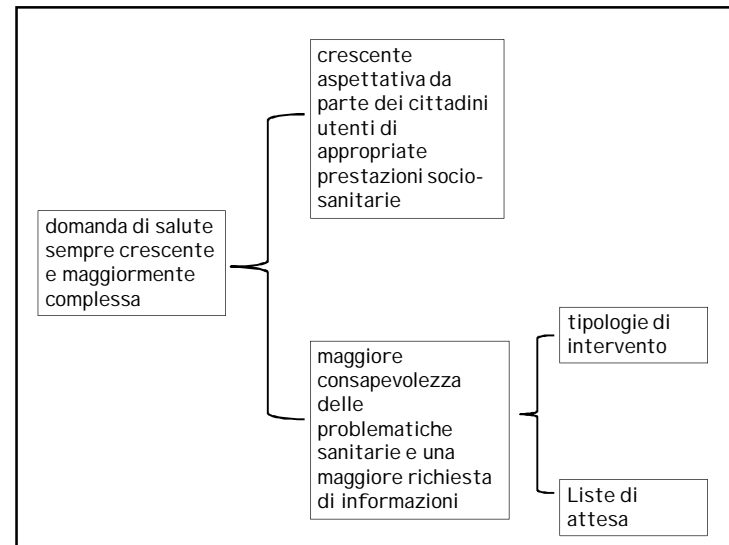 crescente
aspettativa da
parte dei cittadini
utenti di
appropriate
prestazioni socio-
sanitarie
domanda di salute
sempre crescente
e maggiormente
complessa
maggiore
consapevolezza
delle
problematiche
sanitarie e una
maggiore richiesta
di informazioni
tipologie di
intervento
Liste di
attesa